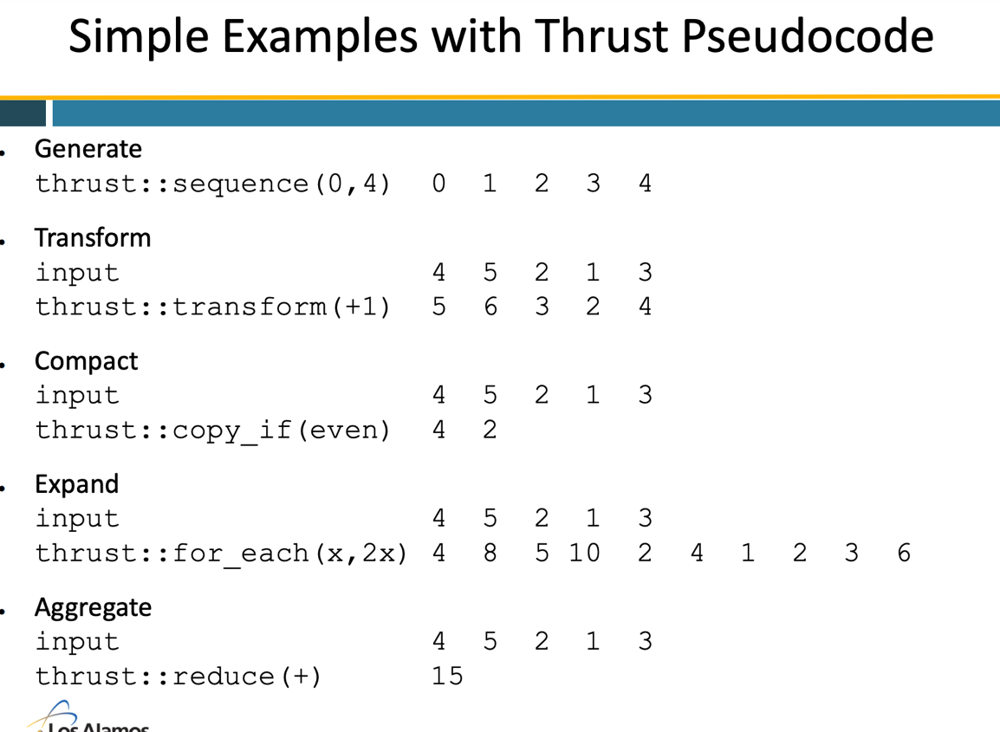 Simple Examples with Thrust Pseudocode
• Generate
thrust::sequence(0,4) 0 1 2 3 4
• Transform
input 4 5 2 1 3
thrust::transform(+1) 5 6 3 2 4
• Compact
input 4 5 2 1 3
thrust::copy_if(even) 4 2
• Expand
input 4 5 2 1 3
thrust::for_each(x,2x) 4 8 5 10 2 4 1 2 3 6
• Aggregate
input 4 5 2 1 3
thrust::reduce(+) 15
Los Alamos